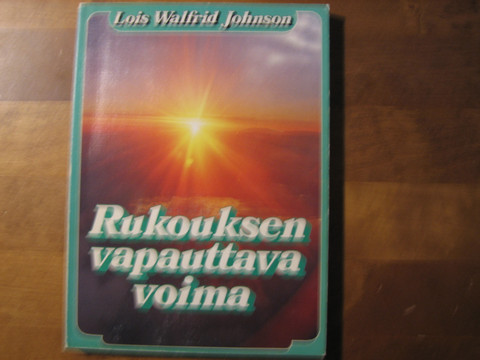 Lois Walfrid Johnson
Rukouksen
vapauttava
voima